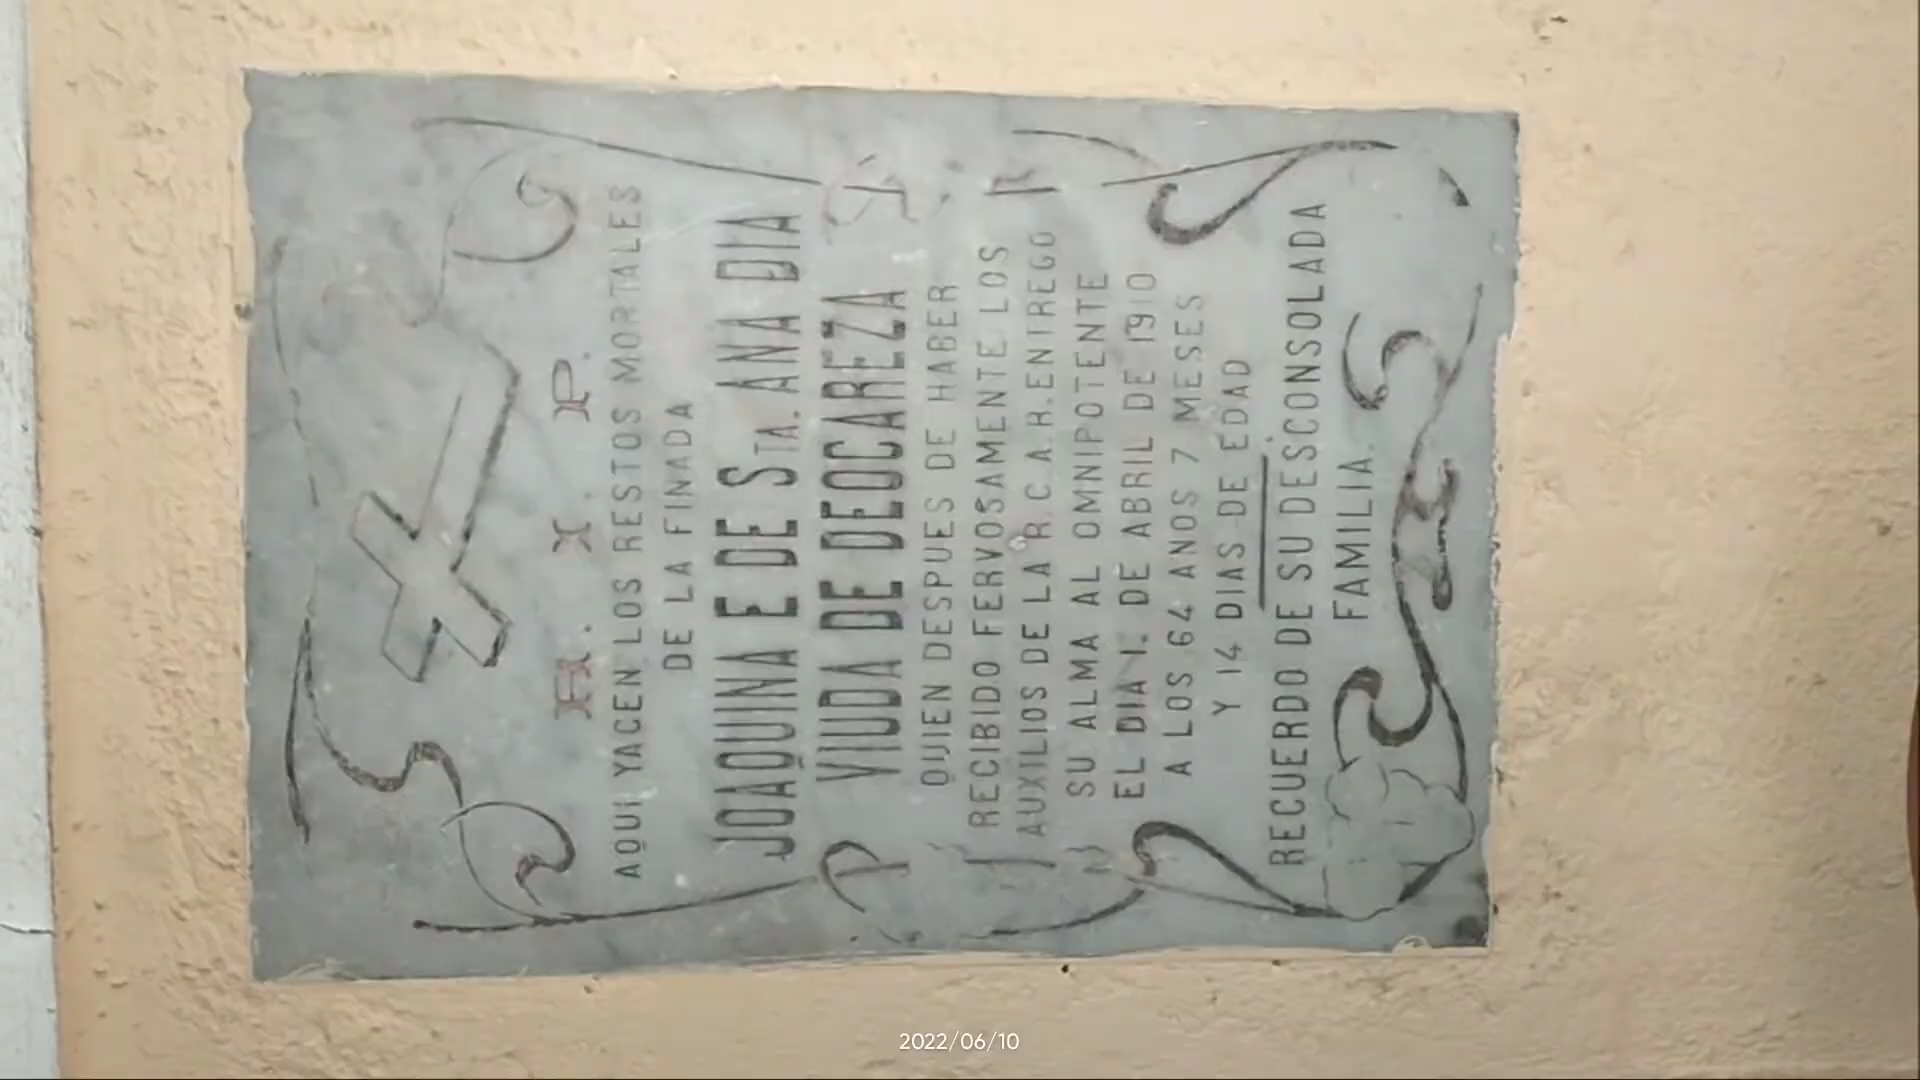 R. I. P.
AQUI YACEN LOS RESTOS MORTALES
DE LA FINADA
JOAQUINA E DE STA. ANA DIA
VIUDA DE DEOCAREZA
QUIEN DESPUES DE HABER
RECIBIDO FERVOSAMENTE LOS
AUXILIOS DE LA R.C.A.R. ENTREGO
SU ALMA AL OMNIPOTENTE
EL DIA 1. DE ABRIL DE 1910
A LOS 64 ANOS 7 MESES
Y 14 DIAS DE EDAD
RECUERDO DE SU DESCONSOLADA
FAMILIA.
2022/06/10